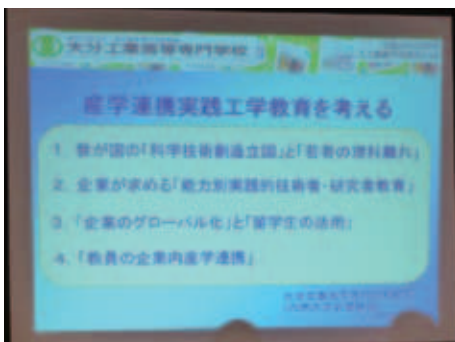 大分工業高等専門学校
産学連携実践工学教育を考える
1. 我が国の「科学技術創造立国」と「若者の理科離れ」
2. 企業が求める「能力別実践的技術者・研究者教育」
3. 「企業のグローバル化」と「留学生の活用」
4. 「教員の企業内産学連携」